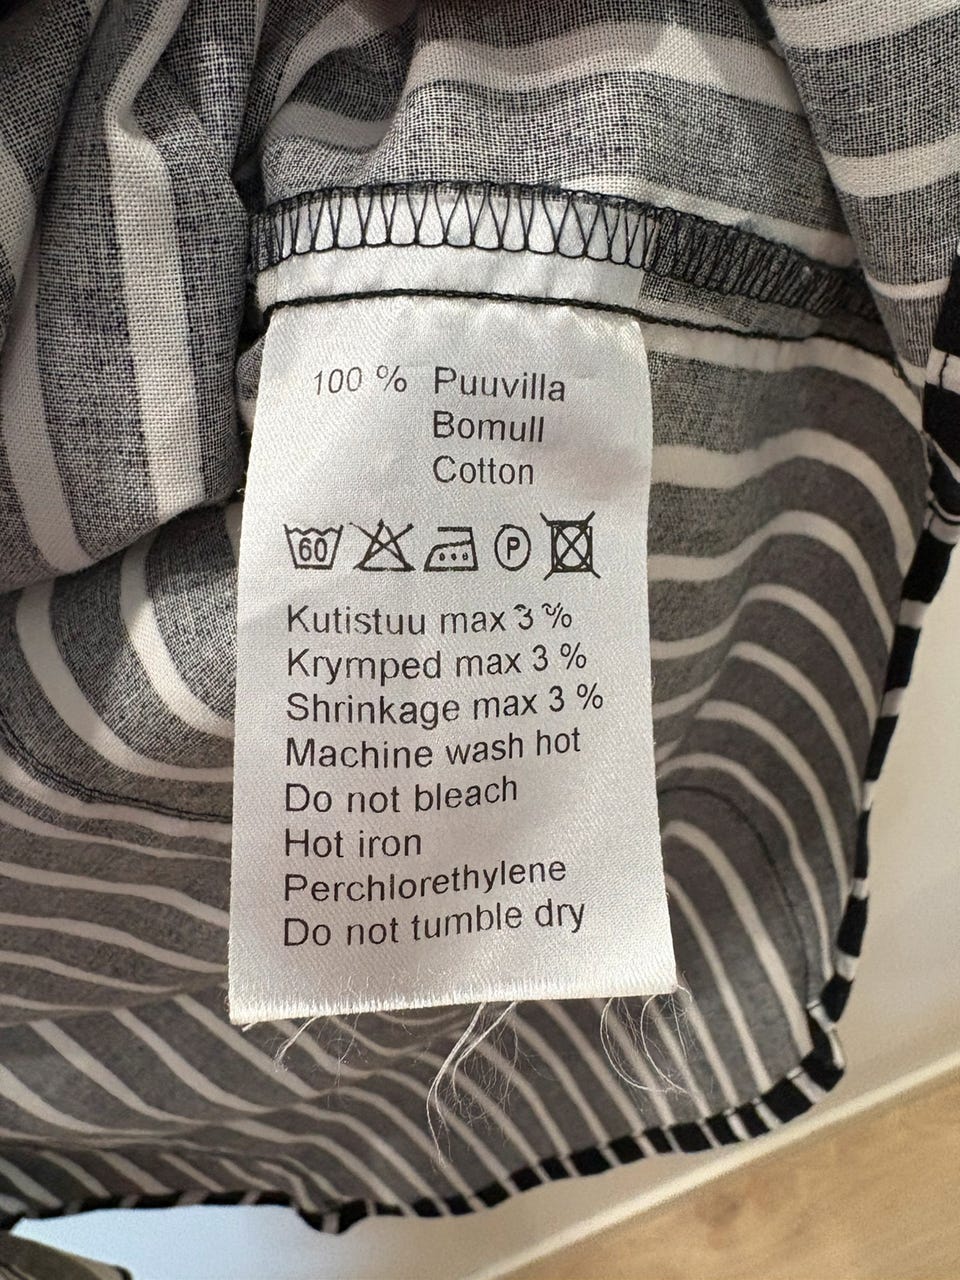 100 % Puuvilla
Bomull
Cotton
60 P
Kutistuu max 3 %
Krymped max 3 %
Shrinkage max 3 %
Machine wash hot
Do not bleach
Hot iron
Perchlorethylene
Do not tumble dry